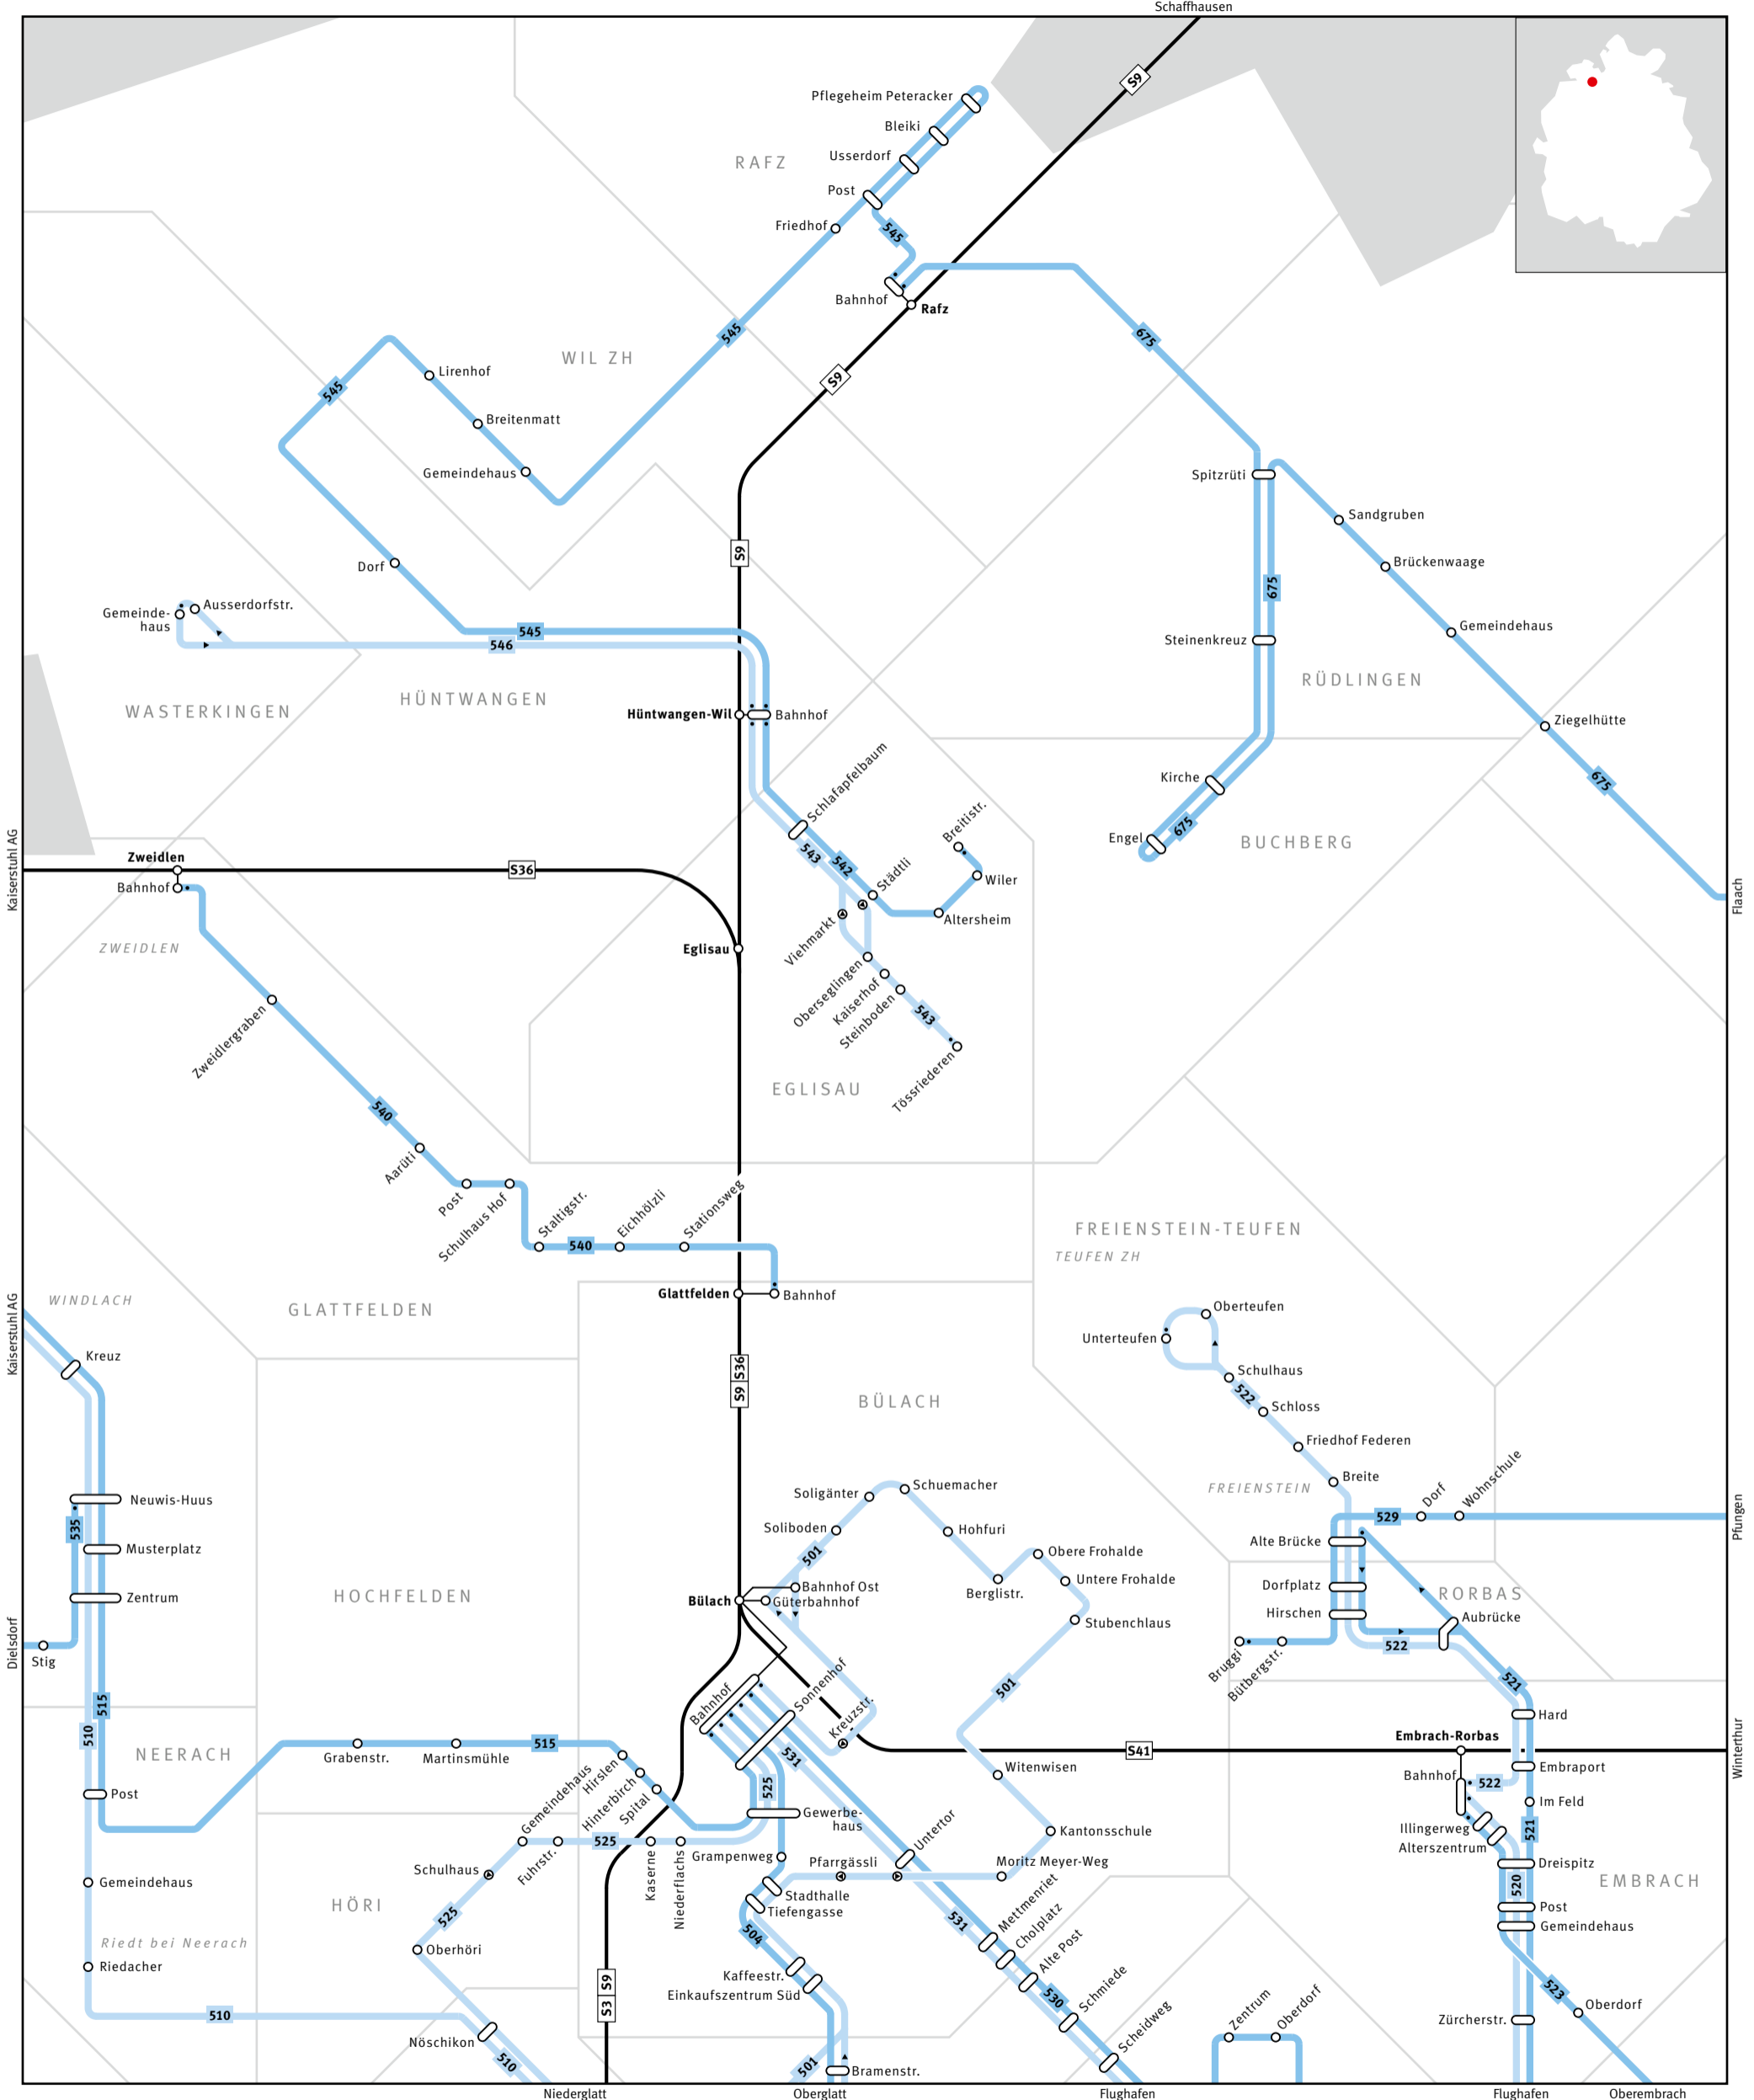 Schaffhausen
S9
Pflegeheim Peteracker
Bleiki
Usserdorf
RAFZ
Post
Friedhof
545
Bahnhof
Rafz
545
675
WIL ZH
S9
Lirenhof
545
Breitenmatt
Gemeindehaus
Spitzrüti
Sandgruben
S9
Brückenwaage
Dorf
675
Gemeinde-
haus
Ausserdorfstr.
545
546
Gemeindehaus
Steinenkreuz
RÜDLINGEN
WASTERKINGEN
HÜNTWANGEN
Hüntwangen-Wil
Bahnhof
Ziegelhütte
Kirche
675
Schlafapfelbaum
Breitistr.
Engel
675
BUCHBERG
543
542
Städtli
Wiler
Kaiserstuhl AG
Zweidlen
S36
Bahnhof
Flaach
Altersheim
Viehmarkt
ZWEIDLEN
Eglisau
Oberseglingen
Kaiserhof
Steinboden
543
Zweidlergraben
Tössriederen
EGLISAU
540
Aarüti
Post
Schulhaus Hof
Staltigstr.
Eichhölzli
Stationsweg
540
FREIENSTEIN-TEUFEN
TEUFEN ZH
Glattfelden
Bahnhof
WINDLACH
GLATTFELDEN
Kaiserstuhl AG
Oberteufen
Unterteufen
Kreuz
S9 S36
Schulhaus
522
BÜLACH
Schloss
Friedhof Federen
Breite
FREIENSTEIN
Dorf
Wohnschule
529
Pfungen
Soligänter
Schuemacher
Neuwis-Huus
Soliboden
Hohfuri
535
501
Alte Brücke
Musterplatz
Obere Frohalde
Untere Frohalde
Berglistr.
Dorfplatz
RORBAS
Zentrum
HOCHFELDEN
Bahnhof Ost
Bülach
Güterbahnhof
Hirschen
Aubrücke
Stubenchlaus
Dielsdorf
Stig
522
Bruggi
Bütbergstr.
521
Sonnenhof
Bahnhof
501
515
510
Kreuzstr.
Hard
Embrach-Rorbas
NEERACH
Grabenstr.
Martinsmühle
515
531
S41
Winterthur
Hirslen
Gemeindehaus
Hinterbirch
Spital
Witenwisen
Embraport
Bahnhof
522
525
Post
Im Feld
Gewerbe-
haus
Untertor
Kantonsschule
Illingerweg
521
Alterszentrum
525
Fuhrstr.
Kaserne
Niederflachs
Grampenweg
Pfarrgässli
Moritz Meyer-Weg
Dreispitz
Schulhaus
Gemeindehaus
Stadthalle
Tiefengasse
520
EMBRACH
HÖRI
Post
Gemeindehaus
525
504
531
Mettmenriet
Cholplatz
Riedt bei Neerach
Oberhöri
Alte Post
Riedacher
Kaffeestr.
Einkaufszentrum Süd
S3 S9
530
Schmiede
523
Oberdorf
510
Zürcherstr.
Nöschikon
510
Zentrum
Oberdorf
Scheidweg
501
Bramenstr.
Niederglatt
Oberglatt
Flughafen
Flughafen
Oberembrach